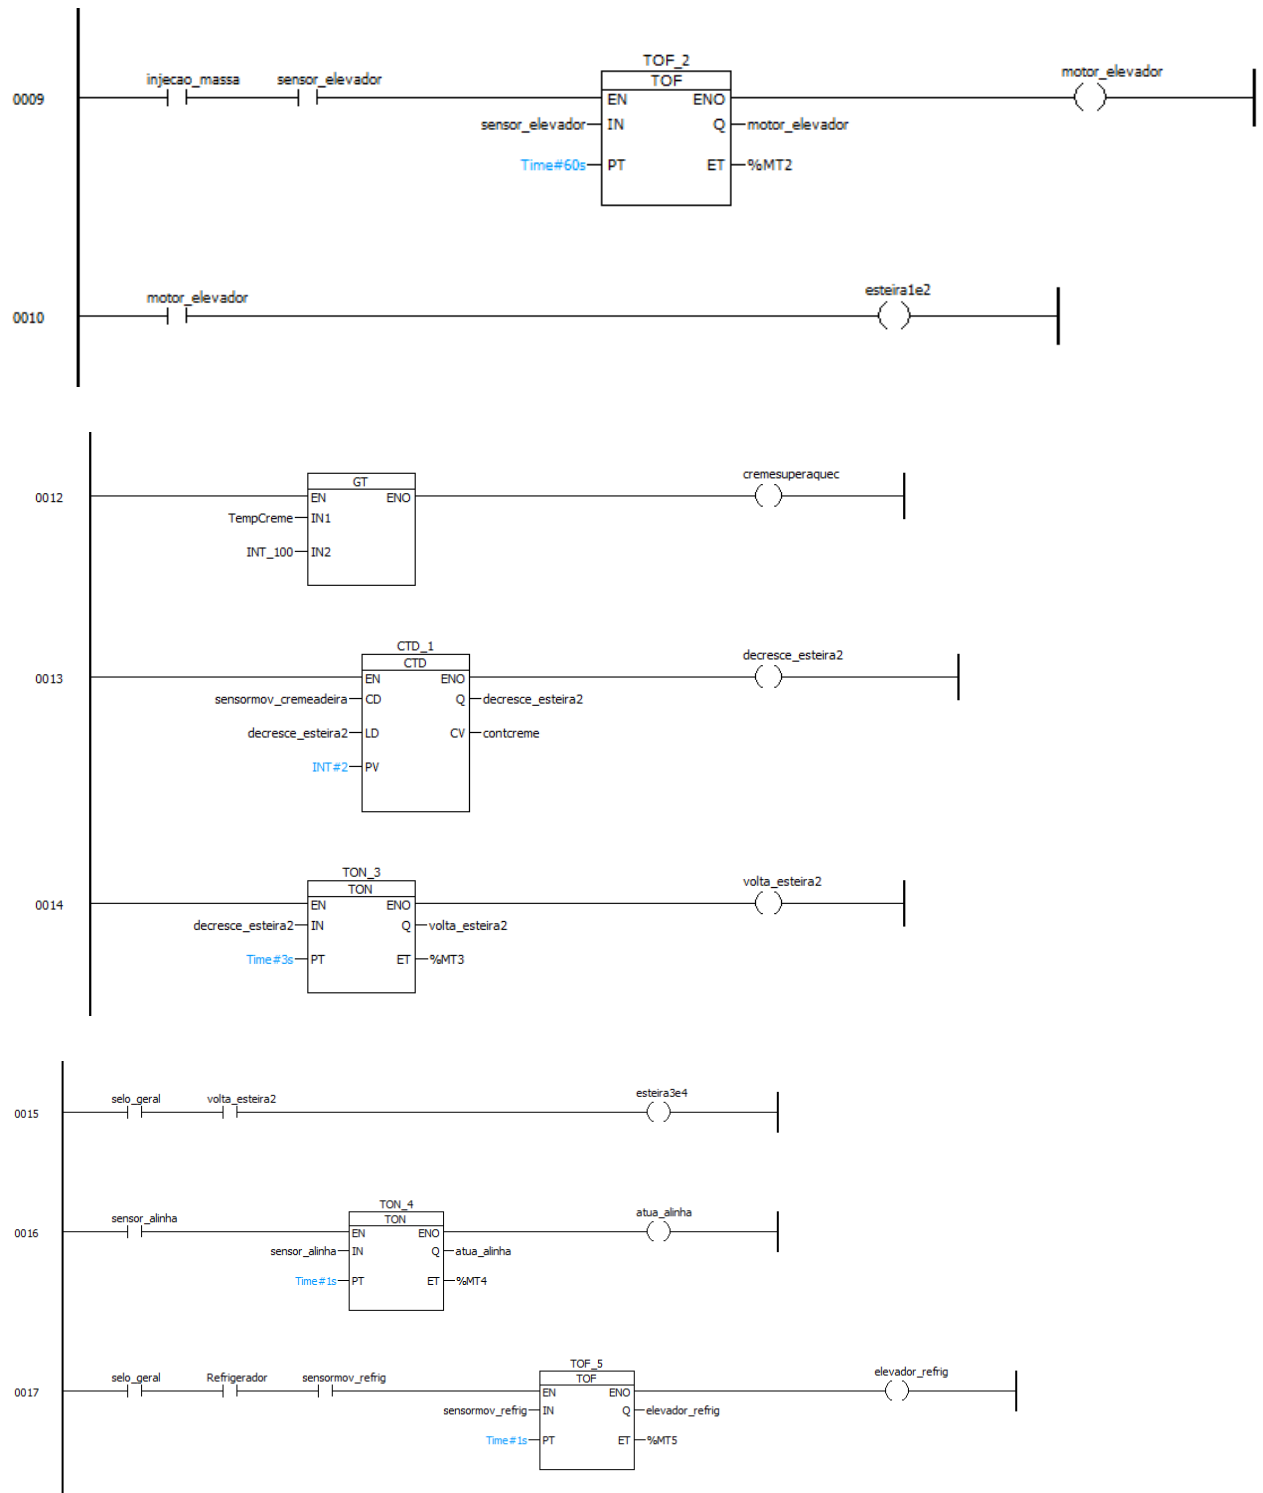 TOF_2
injecao_massa sensor_elevador TOF motor_elevador
0009 EN ENO
sensor_elevador IN Q motor_elevador
Time#60s PT ET %MT2
motor_elevador esteira1e2
0010
GT cremesuperaquec
0012 EN ENO
TempCreme IN1
INT_100 IN2
CTD_1
CTD decresce_esteira2
0013 EN ENO
sensormov_cremeadeira CD Q decresce_esteira2
decresce_esteira2 LD CV contcreme
INT#2 PV
TON_3
TON volta_esteira2
0014 EN ENO
decresce_esteira2 IN Q volta_esteira2
Time#3s PT ET %MT3
selo_geral volta_esteira2 esteira3e4
0015
TON_4
sensor_alinha TON atua_alinha
0016 EN ENO
sensor_alinha IN Q atua_alinha
Time#1s PT ET %MT4
TOF_5
selo_geral Refrigerador sensormov_refrig TOF elevador_refrig
0017 EN ENO
sensormov_refrig IN Q elevador_refrig
Time#1s PT ET %MT5